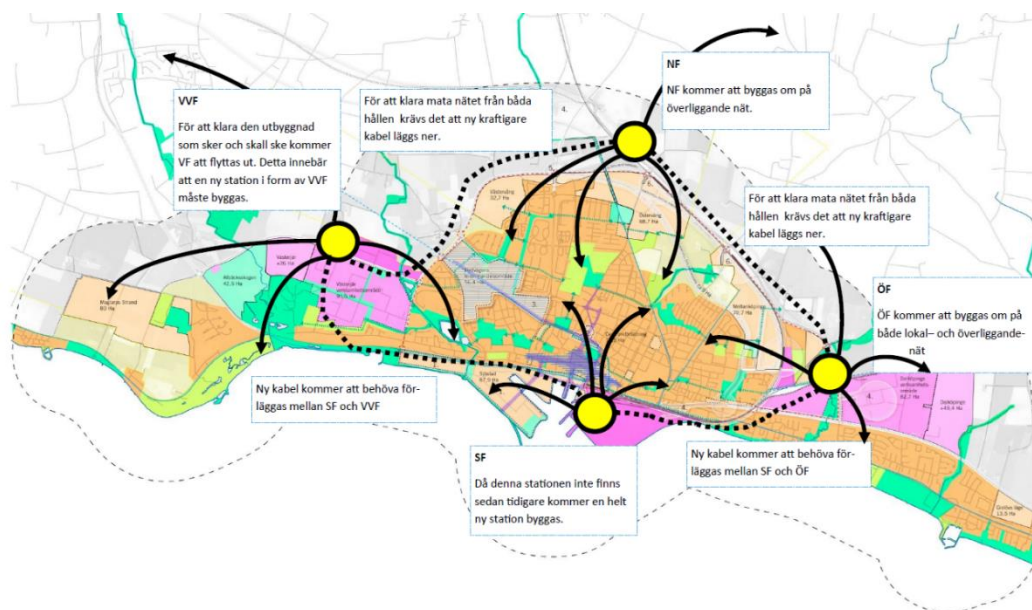 NF
NF kommer att byggas om på
överliggande nät.
VVF
För att klara den utbyggnad
som sker och skall ske kommer
VF att flyttas ut. Detta innebär
att en ny station i form av VVF
måste byggas.
För att klara mata nätet från båda
hållen krävs det att ny kraftigare
kabel läggs ner.
För att klara mata nätet från båda
hållen krävs det att ny kraftigare
kabel läggs ner.
ÖF
ÖF kommer att byggas om på
både lokal– och överliggande-
nät
Ny kabel kommer att behöva för-
läggas mellan SF och VVF
SF
Då denna stationen inte finns
sedan tidigare kommer en helt
ny station byggas.
Ny kabel kommer att behöva för-
läggas mellan SF och ÖF
4.
3.
4.